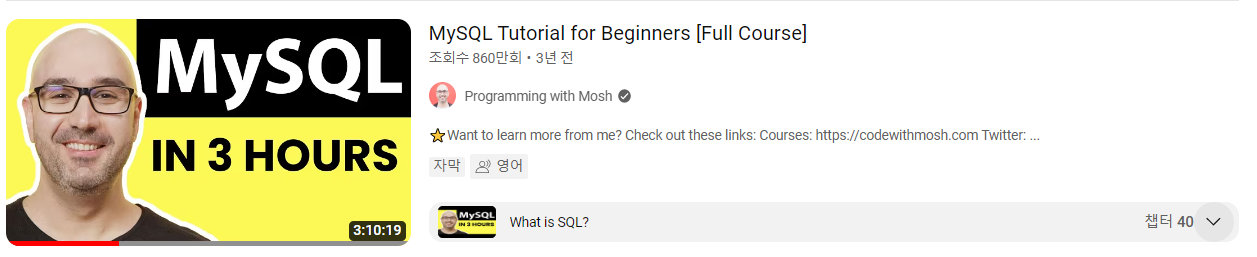 MySQL
IN 3 HOURS
3:10:19
MySQL Tutorial for Beginners [Full Course]
조회수 860만회 • 3년 전
Programming with Mosh
⭐Want to learn more from me? Check out these links: Courses: https://codewithmosh.com Twitter: ...
자막 영어
MySQL
IN 3 HOURS
What is SQL?
챕터 40